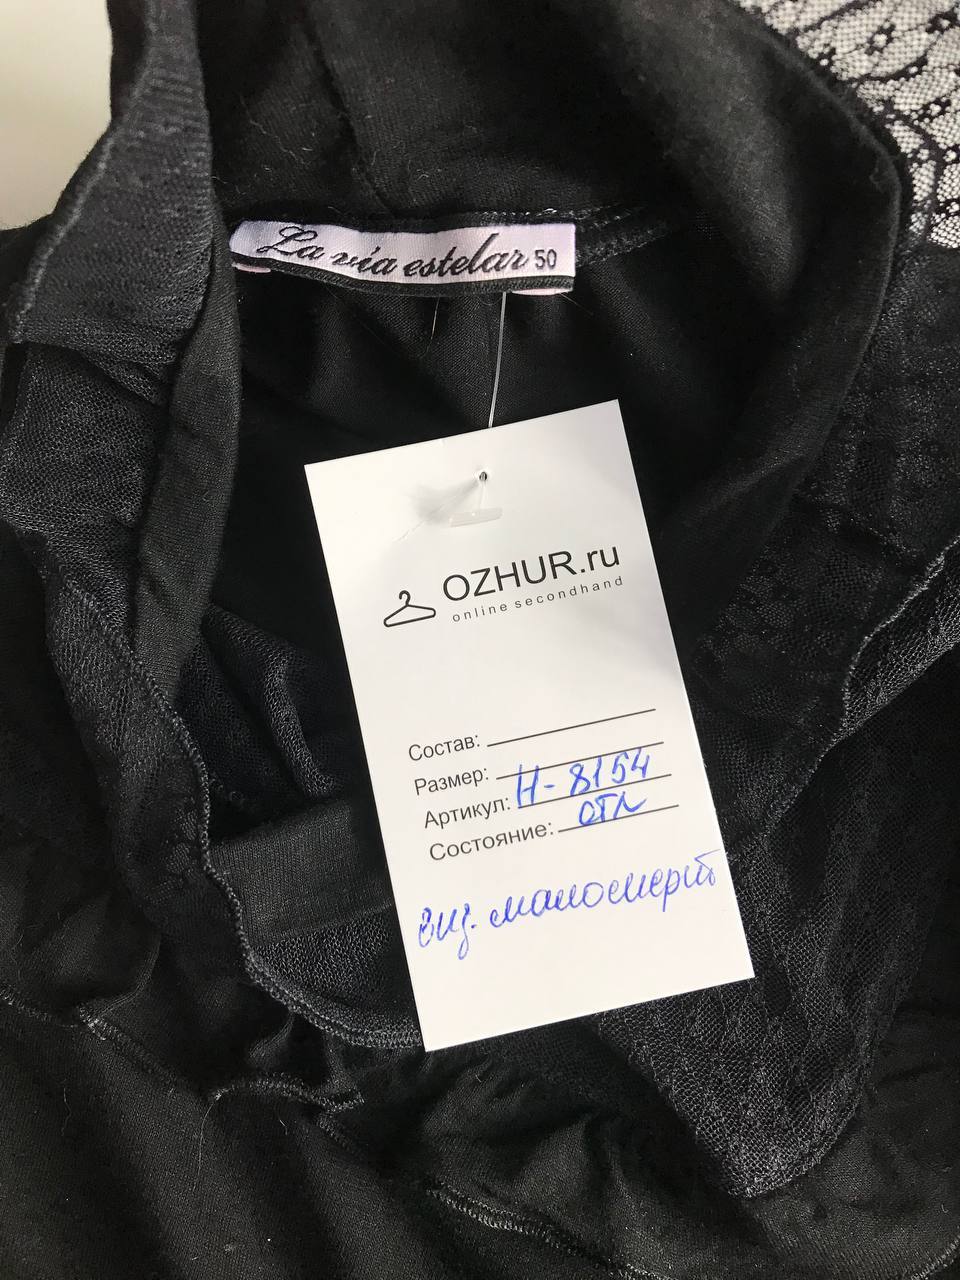 La via estelar 50
OZHUR.ru
online secondhand
Состав:
Размер:
Артикул: Н-8154
Состояние: отл
виз. маломерит